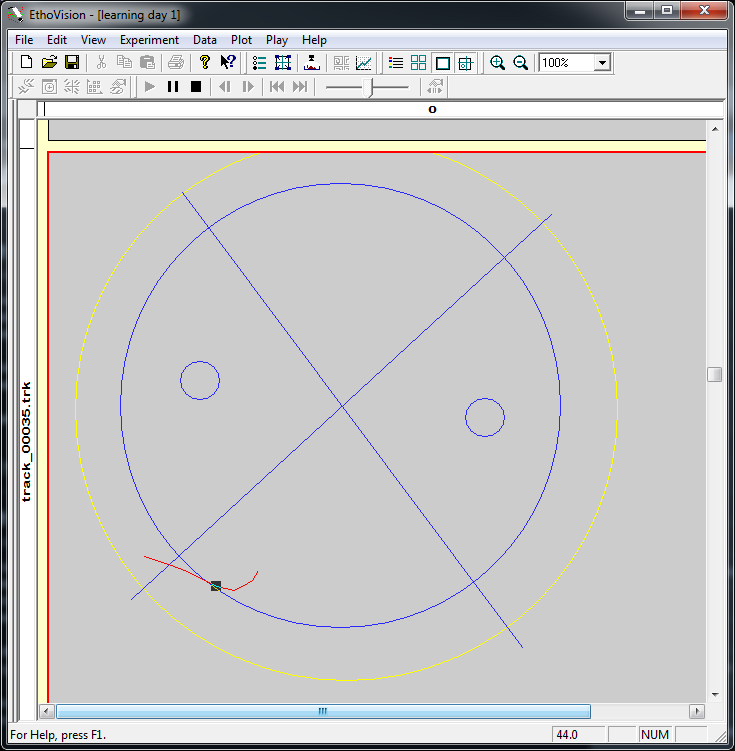 EthoVision - [learning day 1]
File Edit View Experiment Data Plot Play Help
100%
o
track_00035.trk
For Help, press F1.
44.0
NUM